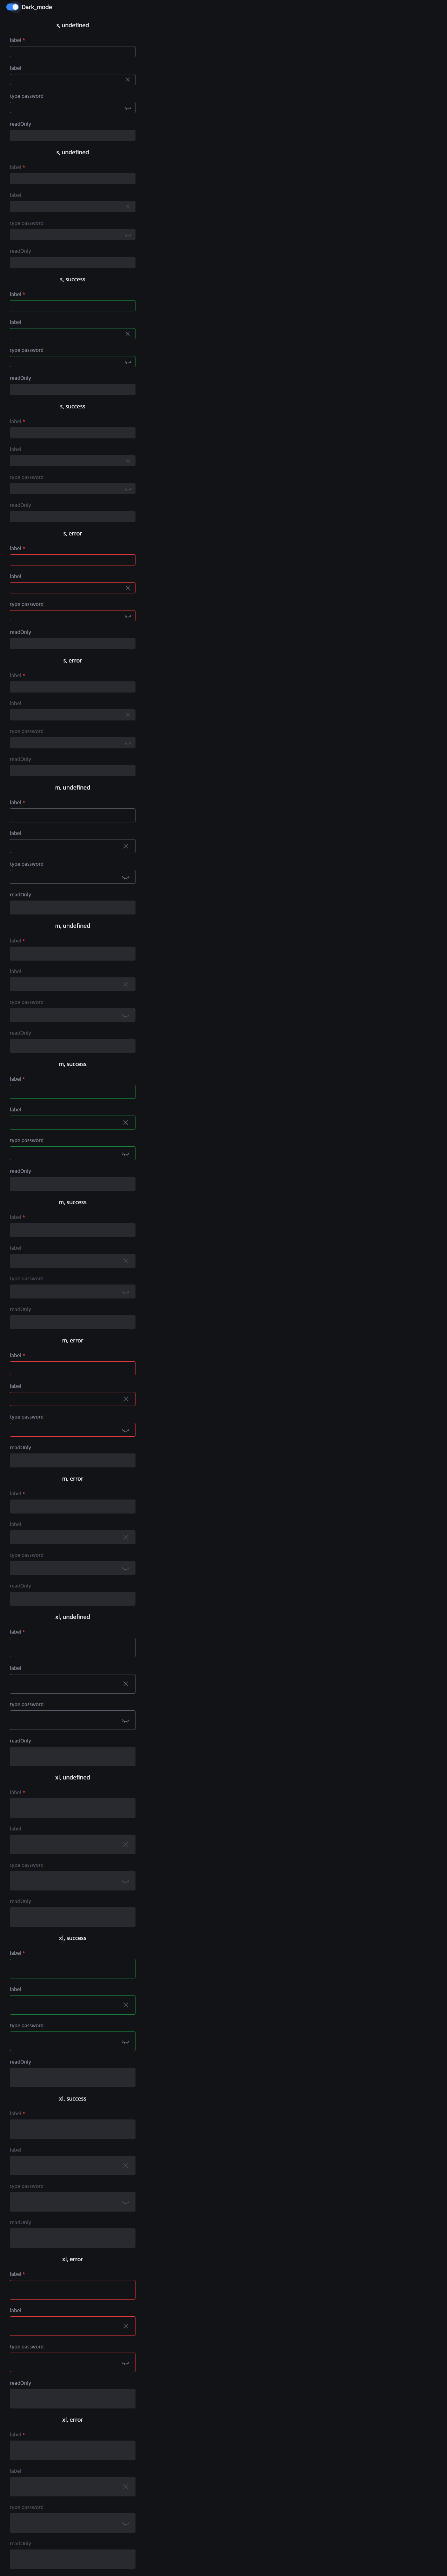 Dark_mode
s, undefined
label *
label
type password
readOnly
s, undefined
label *
label
type password
readOnly
s, success
label *
label
type password
readOnly
s, success
label *
label
type password
readOnly
s, error
label *
label
type password
readOnly
s, error
label *
label
type password
readOnly
m, undefined
label *
label
type password
readOnly
m, undefined
label *
label
type password
readOnly
m, success
label *
label
type password
readOnly
m, success
label *
label
type password
readOnly
m, error
label *
label
type password
readOnly
m, error
label *
label
type password
readOnly
xl, undefined
label *
label
type password
readOnly
xl, undefined
label *
label
type password
readOnly
xl, success
label *
label
type password
readOnly
xl, success
label *
label
type password
readOnly
xl, error
label *
label
type password
readOnly
xl, error
label *
label
type password
readOnly